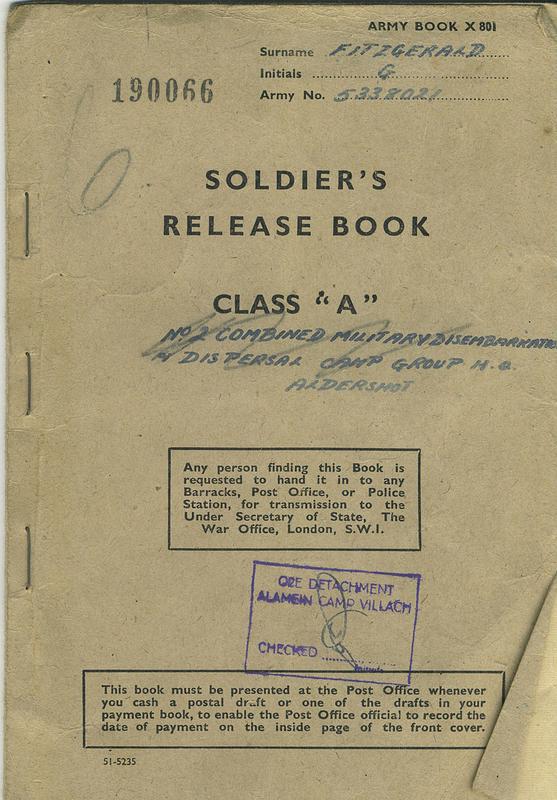 ARMY BOOK X 801
Surname FITZGERALD
Initials G
Army No. 5338021
190066
SOLDIER'S
RELEASE BOOK
CLASS "A"
No 2 COMBINED MILITARY DISEMBARKATION
DISPERSAL CAMP GROUP H.Q.
ALDERSHOT
Any person finding this Book is
requested to hand it in to any
Barracks, Post Office, or Police
Station, for transmission to the
Under Secretary of State, The
War Office, London, S.W.1.
DETACHMENT
ALAMEIN CAMP VILLACH
CHECKED
This book must be presented at the Post Office whenever
you cash a postal draft or one of the drafts in your
payment book, to enable the Post Office official to record the
date of payment on the inside page of the front cover.
51-5235